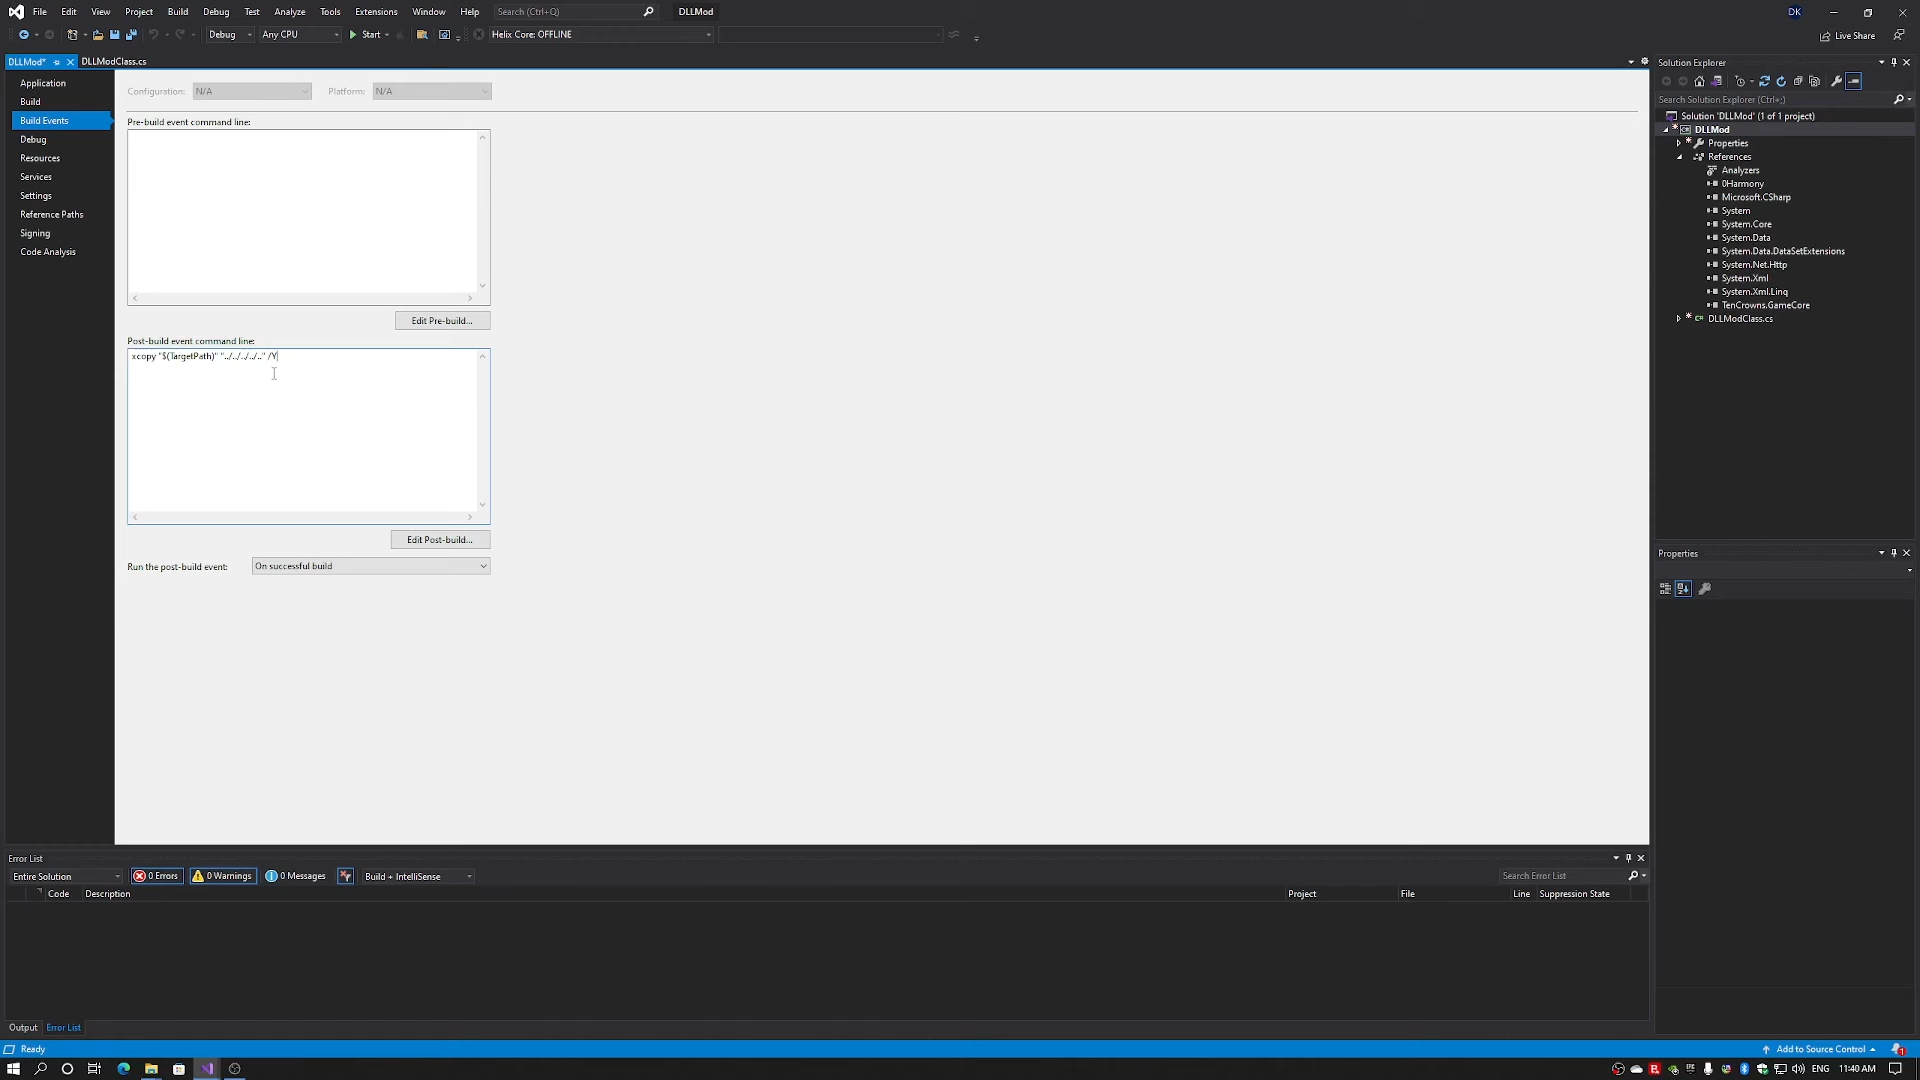 File Edit View Project Build Debug Test Analyze Tools Extensions Window Help Search (Ctrl+Q) DLLMod DK
Debug Any CPU Start Helix Core: OFFLINE Live Share
DLLMod* DLLModClass.cs
Application
Build
Build Events
Debug
Resources
Services
Settings
Reference Paths
Signing
Code Analysis
Configuration: N/A Platform: N/A
Pre-build event command line:
Edit Pre-build...
Post-build event command line:
xcopy "$(TargetPath)" "../../../../.." /Y
Edit Post-build...
Run the post-build event: On successful build
Solution Explorer
Search Solution Explorer (Ctrl+;)
Solution 'DLLMod' (1 of 1 project)
DLLMod
Properties
References
Analyzers
0Harmony
Microsoft.CSharp
System
System.Core
System.Data
System.Data.DataSetExtensions
System.Net.Http
System.Xml
System.Xml.Linq
TenCrowns.GameCore
C# DLLModClass.cs
Properties
Error List
Entire Solution 0 Errors 0 Warnings 0 Messages Build + IntelliSense Search Error List
Code Description Project File Line Suppression State
Output Error List
Ready Add to Source Control 1
ENG 11:40 AM